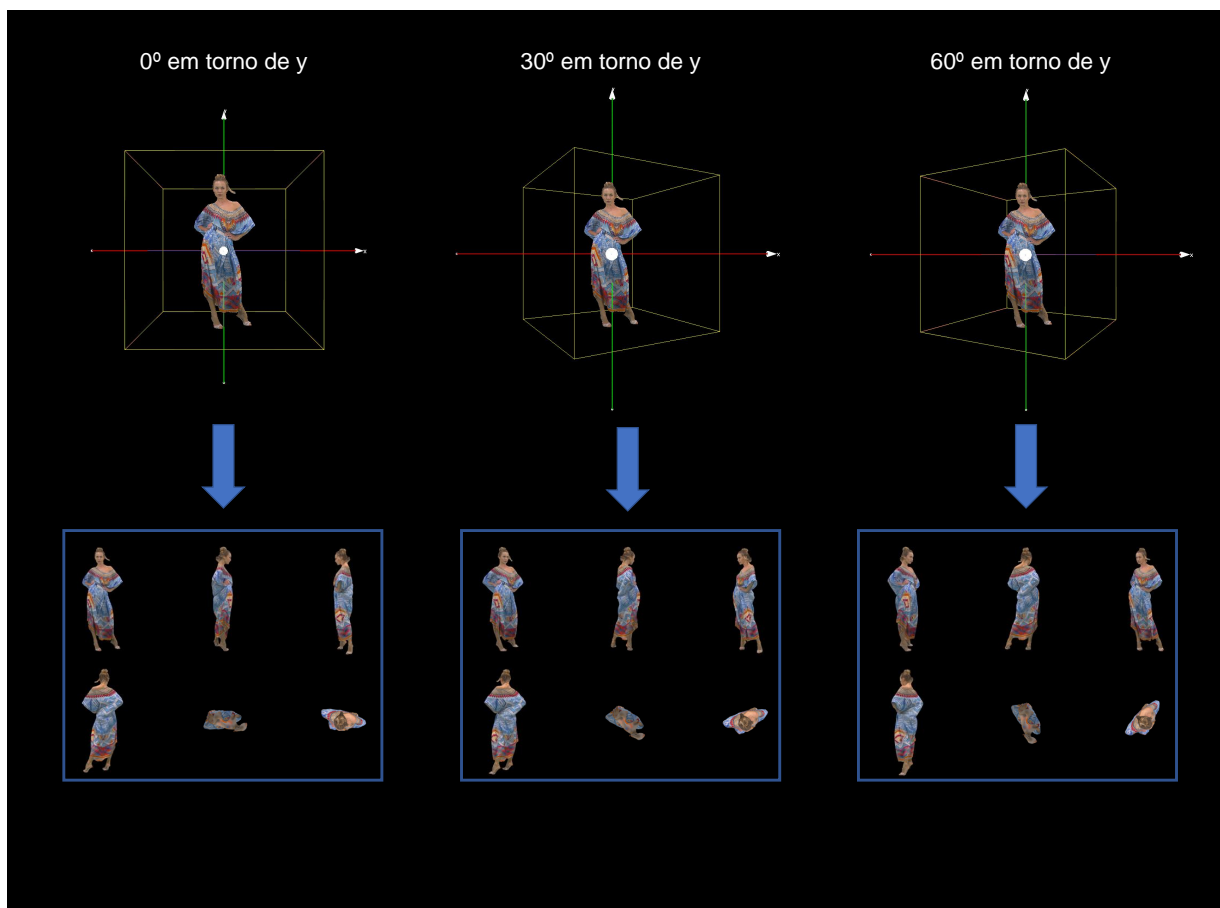 0º em torno de y
30º em torno de y
60º em torno de y
x
x
x